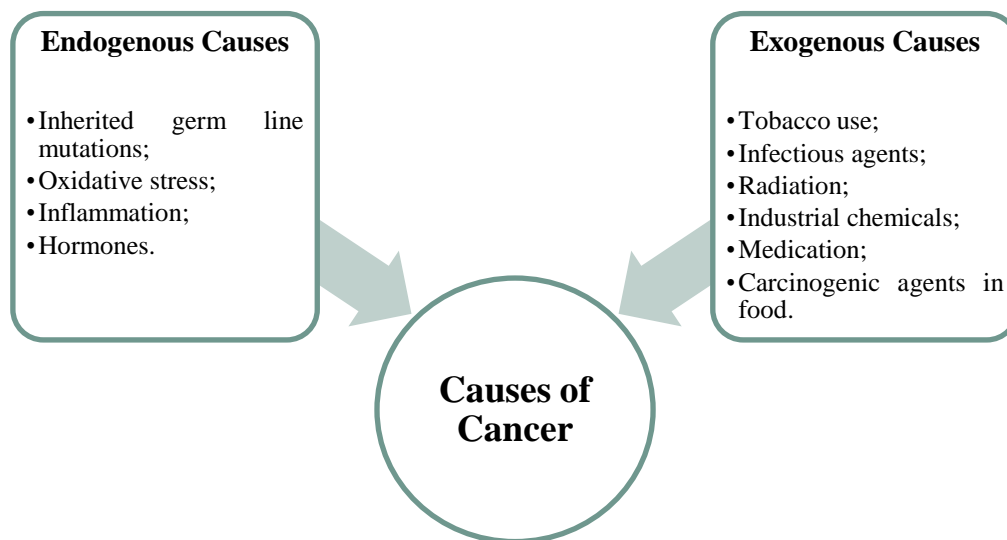 Endogenous Causes
•Inherited germ line
mutations;
•Oxidative stress;
•Inflammation;
•Hormones.
Exogenous Causes
•Tobacco use;
•Infectious agents;
•Radiation;
•Industrial chemicals;
•Medication;
•Carcinogenic agents in
food.
Causes of
Cancer